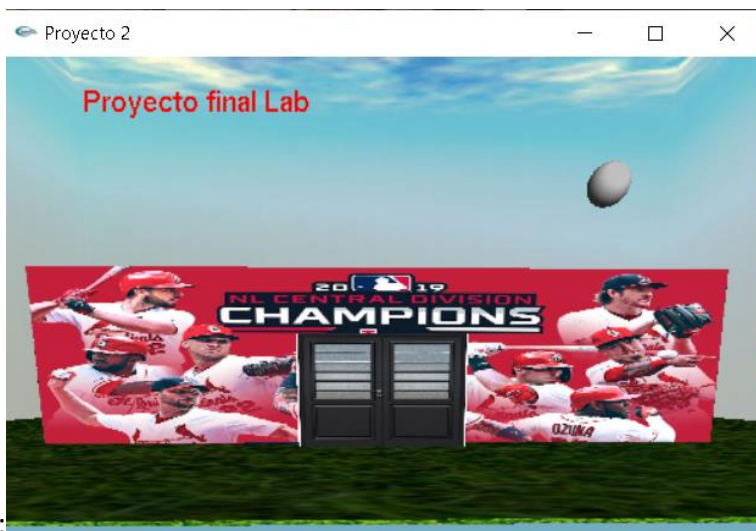 Proyecto 2
Proyecto final Lab
20 19
NL CENTRAL DIVISION
CHAMPIONS
OZUNA